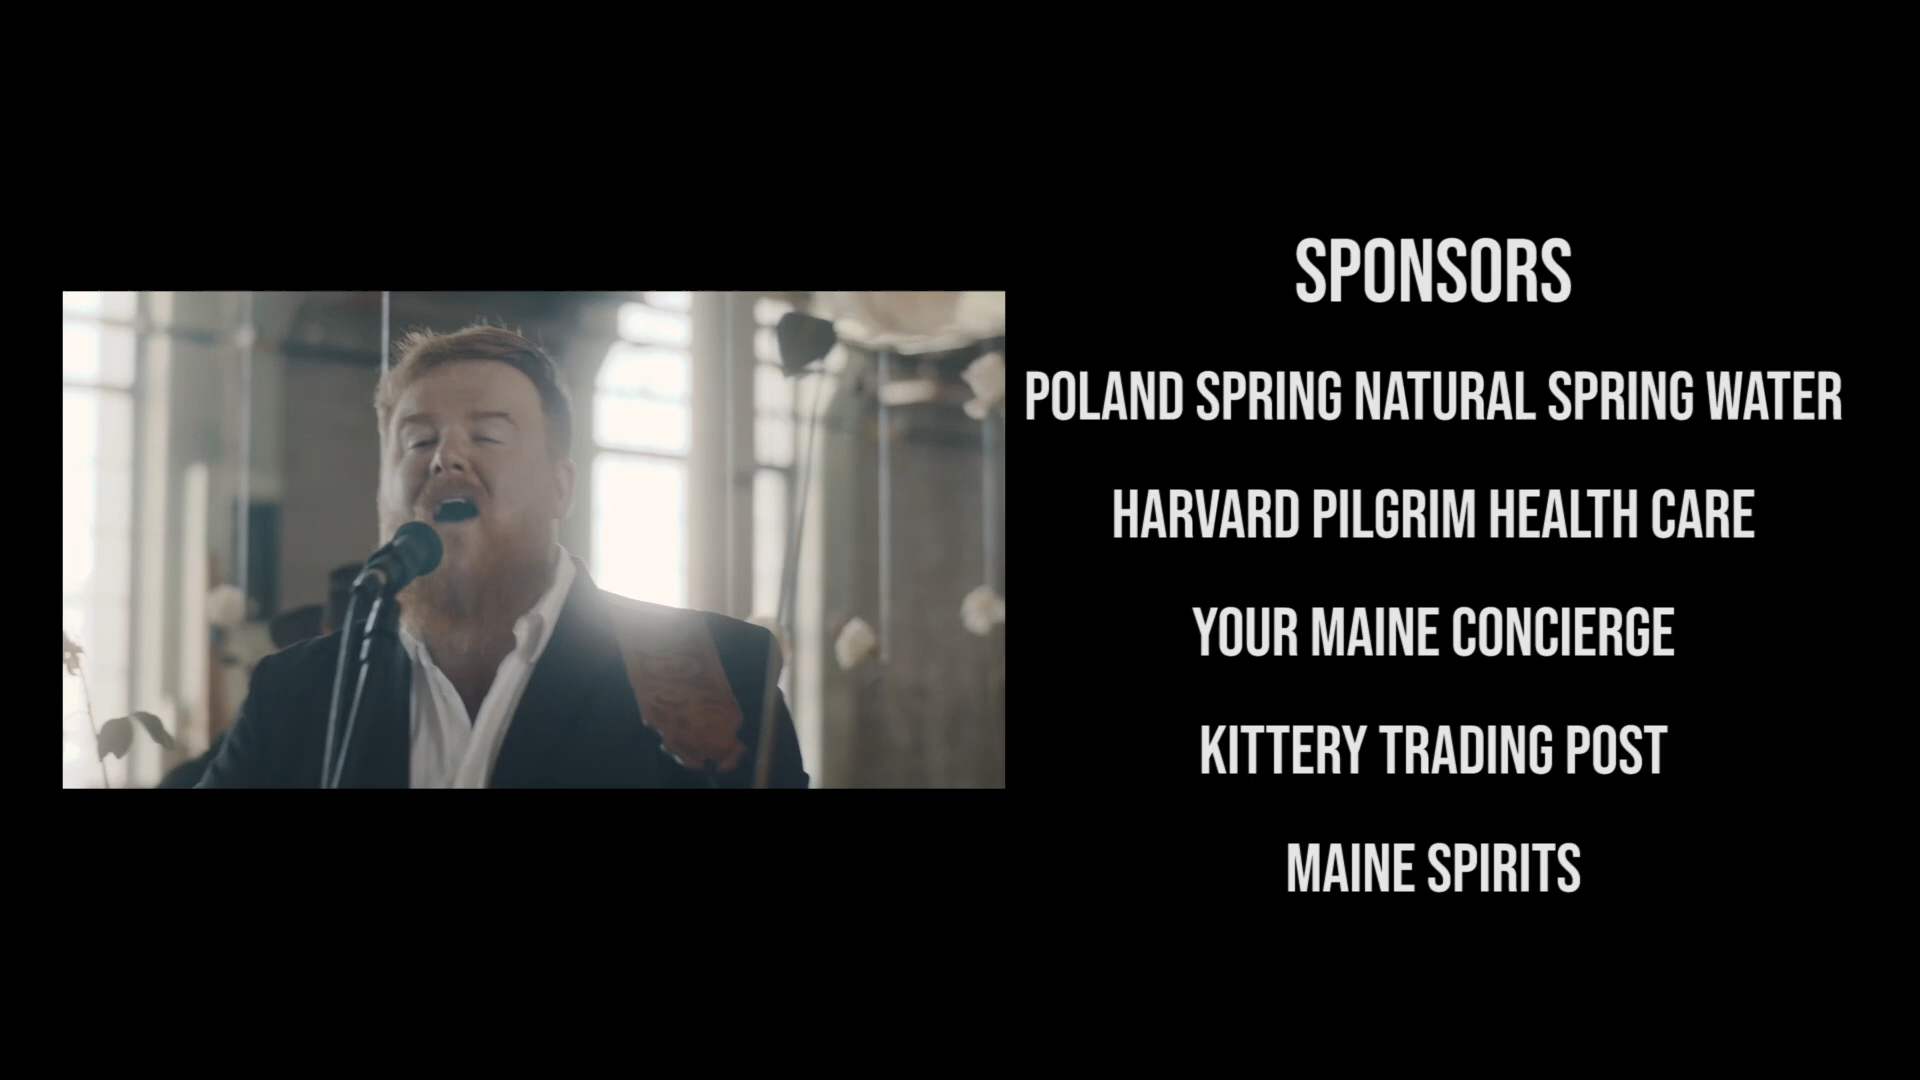 SPONSORS
POLAND SPRING NATURAL SPRING WATER
HARVARD PILGRIM HEALTH CARE
YOUR MAINE CONCIERGE
KITTERY TRADING POST
MAINE SPIRITS